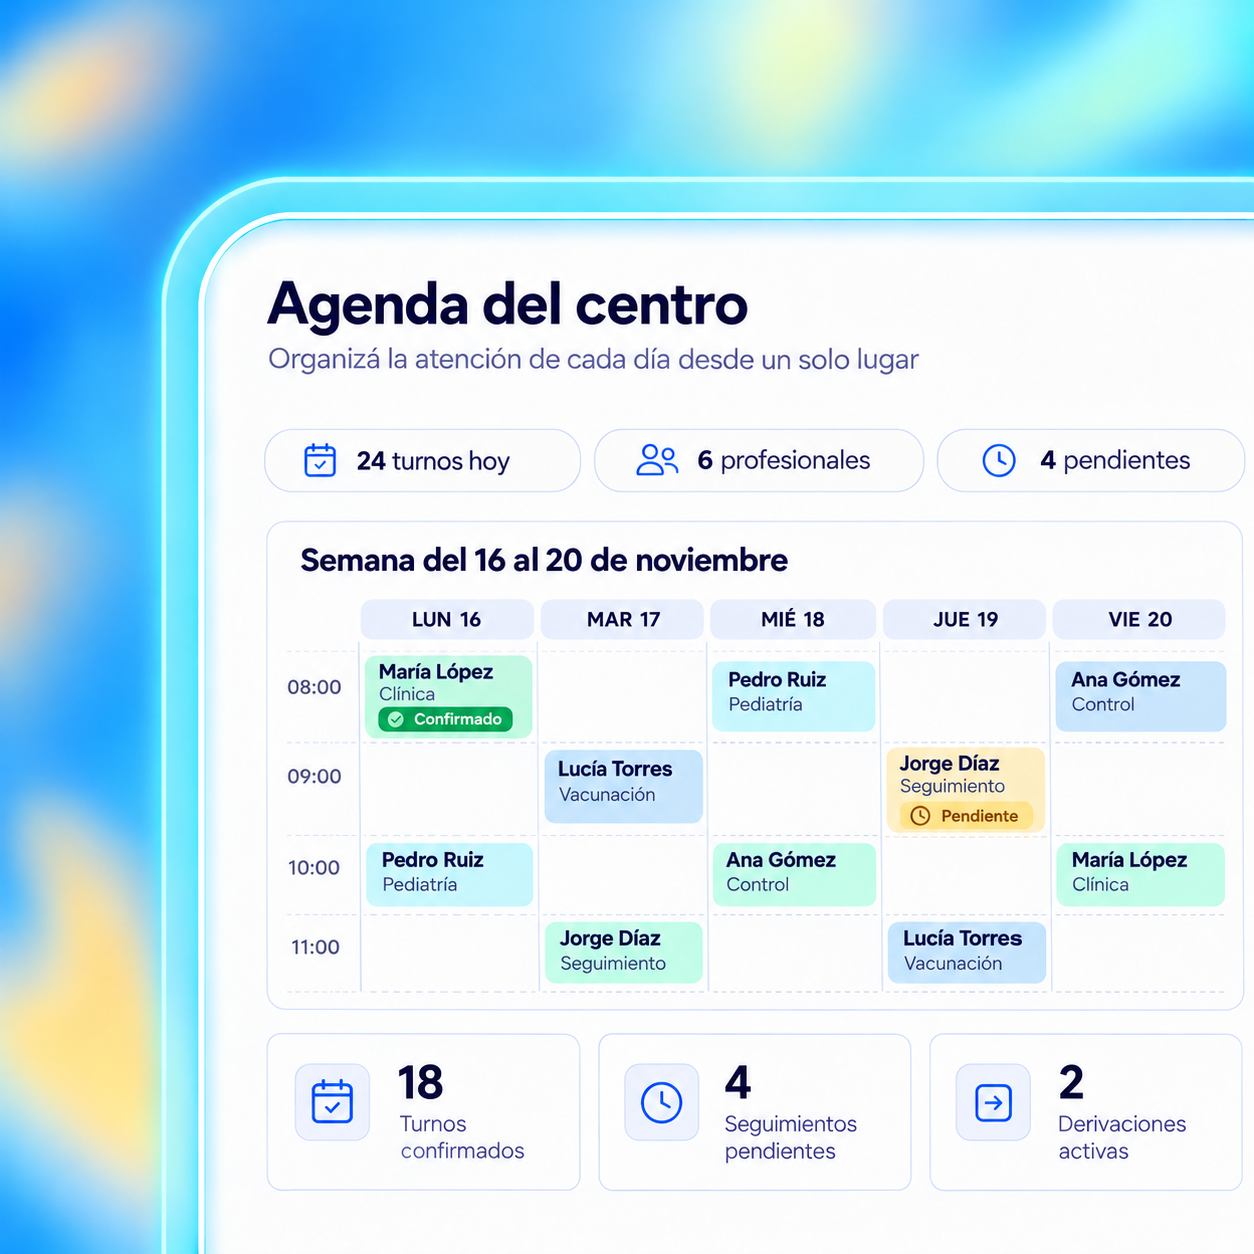 Agenda del centro
Organizá la atención de cada día desde un solo lugar
24 turnos hoy
6 profesionales
4 pendientes
Semana del 16 al 20 de noviembre
LUN 16
MAR 17
MIÉ 18
JUE 19
VIE 20
08:00
María López
Clínica
Confirmado
Pedro Ruiz
Pediatría
Ana Gómez
Control
09:00
Lucía Torres
Vacunación
Jorge Díaz
Seguimiento
Pendiente
10:00
Pedro Ruiz
Pediatría
Ana Gómez
Control
María López
Clínica
11:00
Jorge Díaz
Seguimiento
Lucía Torres
Vacunación
18
Turnos
confirmados
4
Seguimientos
pendientes
2
Derivaciones
activas